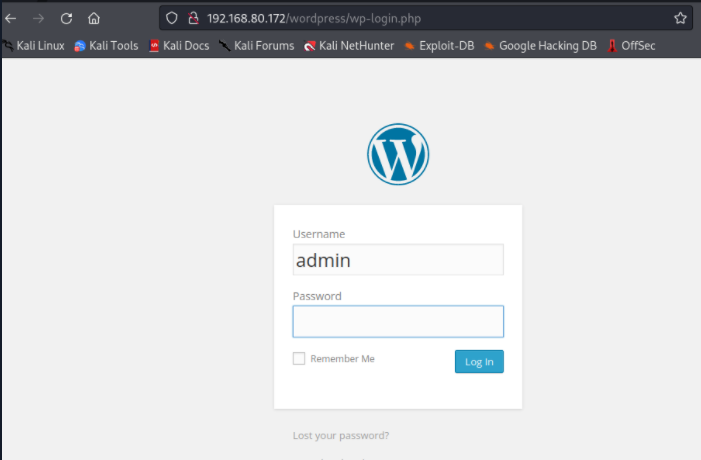 192.168.80.172/wordpress/wp-login.php
Kali Linux Kali Tools Kali Docs Kali Forums Kali NetHunter Exploit-DB Google Hacking DB OffSec
W
Username
admin
Password
Remember Me Log In
Lost your password?